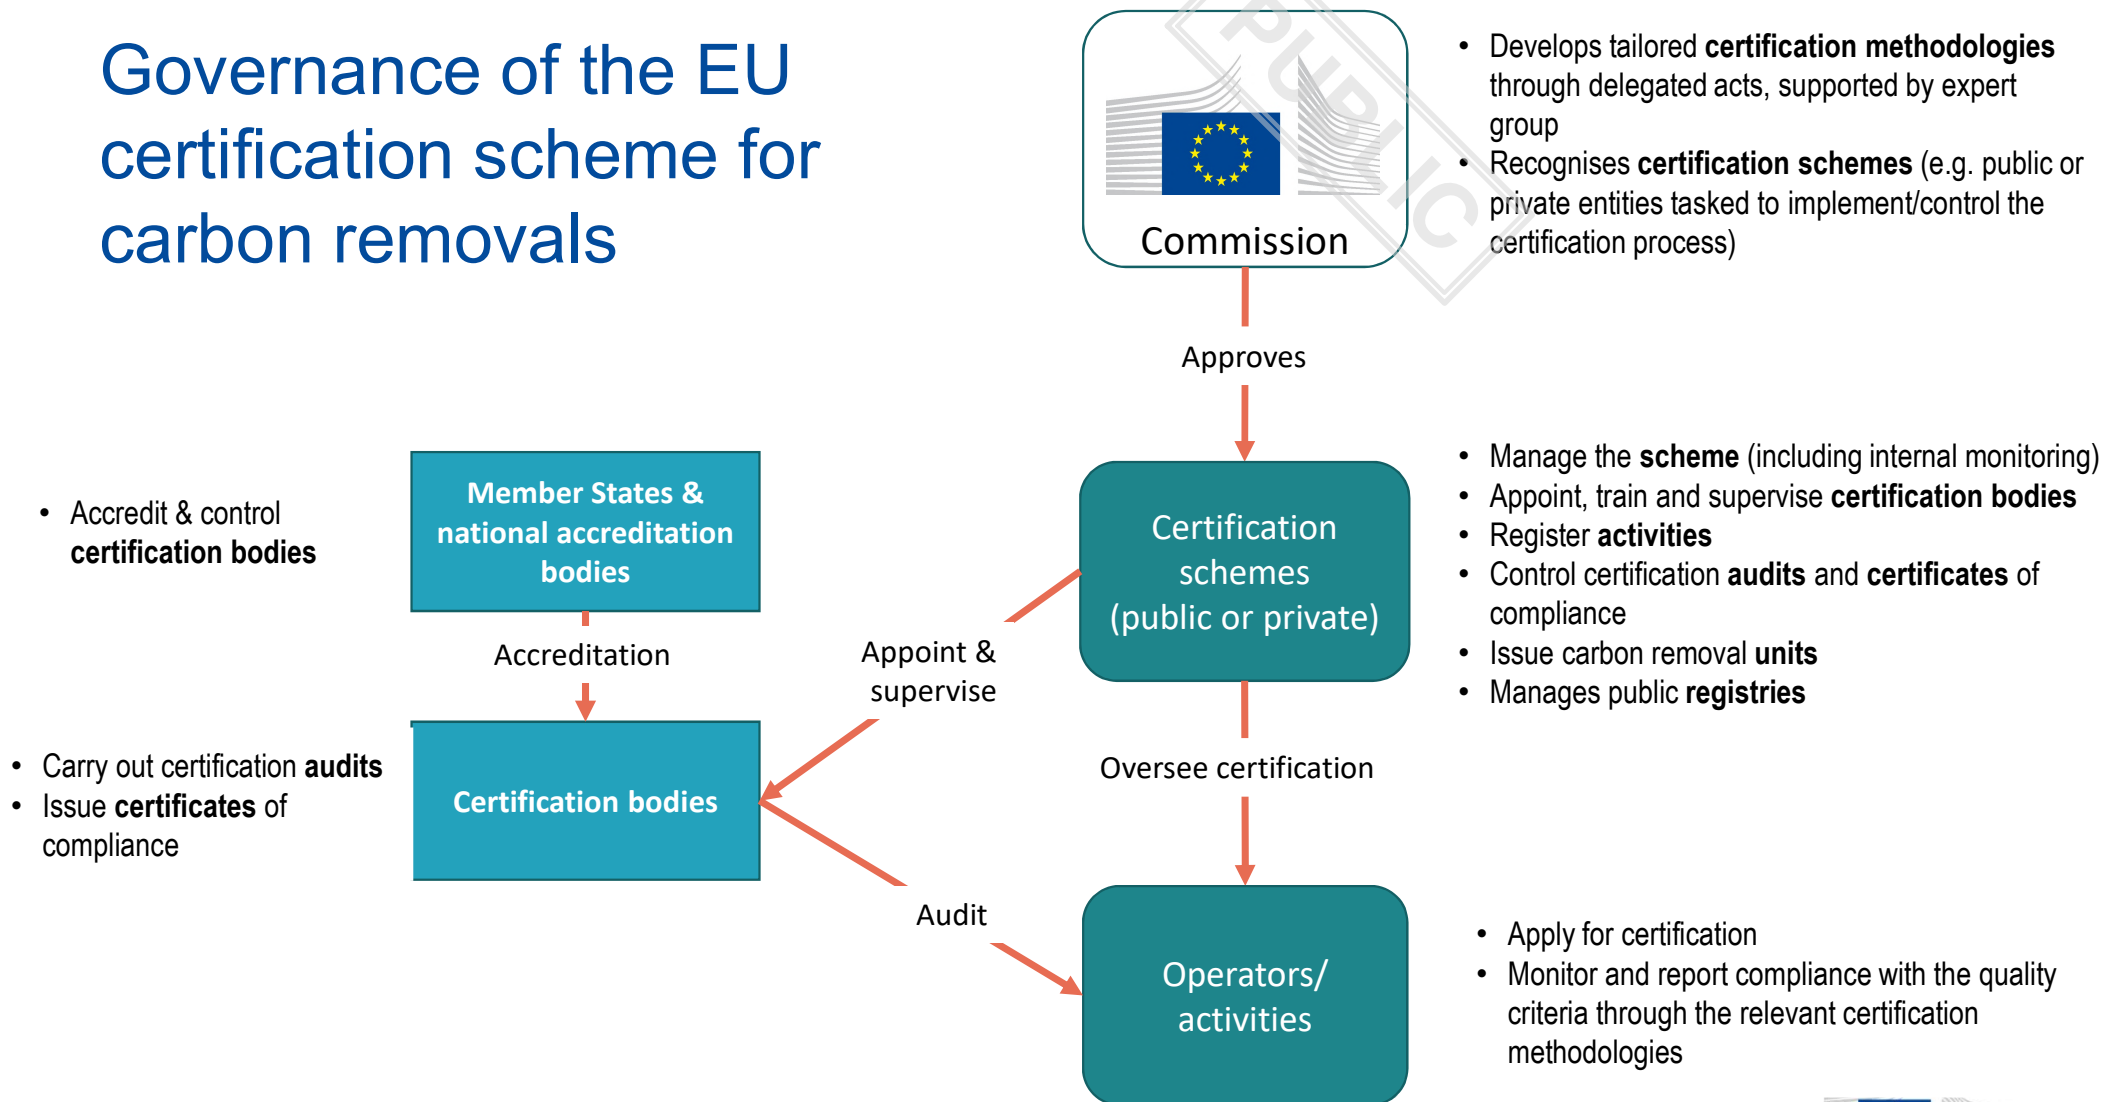 Governance of the EU
certification scheme for
carbon removals
PUBLIC
Commission
• Develops tailored certification methodologies
through delegated acts, supported by expert
group
• Recognises certification schemes (e.g. public or
private entities tasked to implement/control the
certification process)
Approves
• Accredit & control
certification bodies
Member States &
national accreditation
bodies
Certification
schemes
(public or private)
• Manage the scheme (including internal monitoring)
• Appoint, train and supervise certification bodies
• Register activities
• Control certification audits and certificates of
compliance
• Issue carbon removal units
• Manages public registries
Accreditation
Appoint &
supervise
• Carry out certification audits
• Issue certificates of
compliance
Certification bodies
Oversee certification
Audit
Operators/
activities
• Apply for certification
• Monitor and report compliance with the quality
criteria through the relevant certification
methodologies